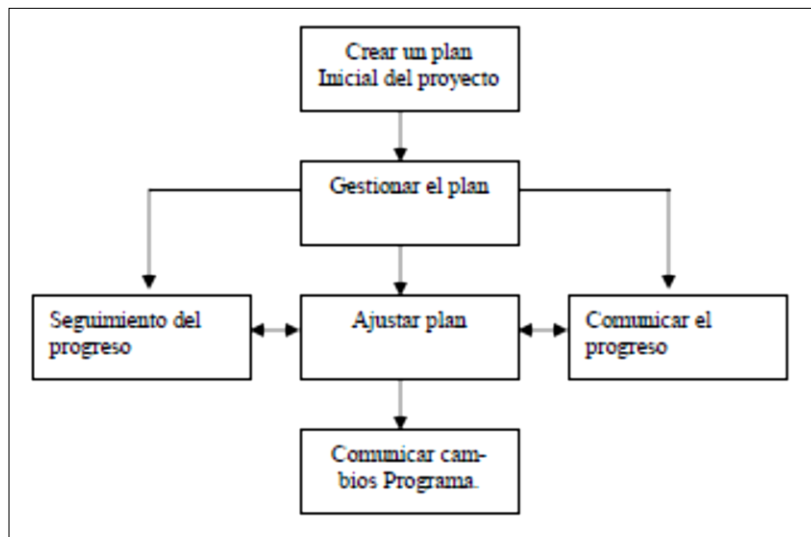 Crear un plan
Inicial del proyecto
Gestionar el plan
Seguimiento del
progreso
Ajustar plan
Comunicar el
progreso
Comunicar cam-
bios Programa.